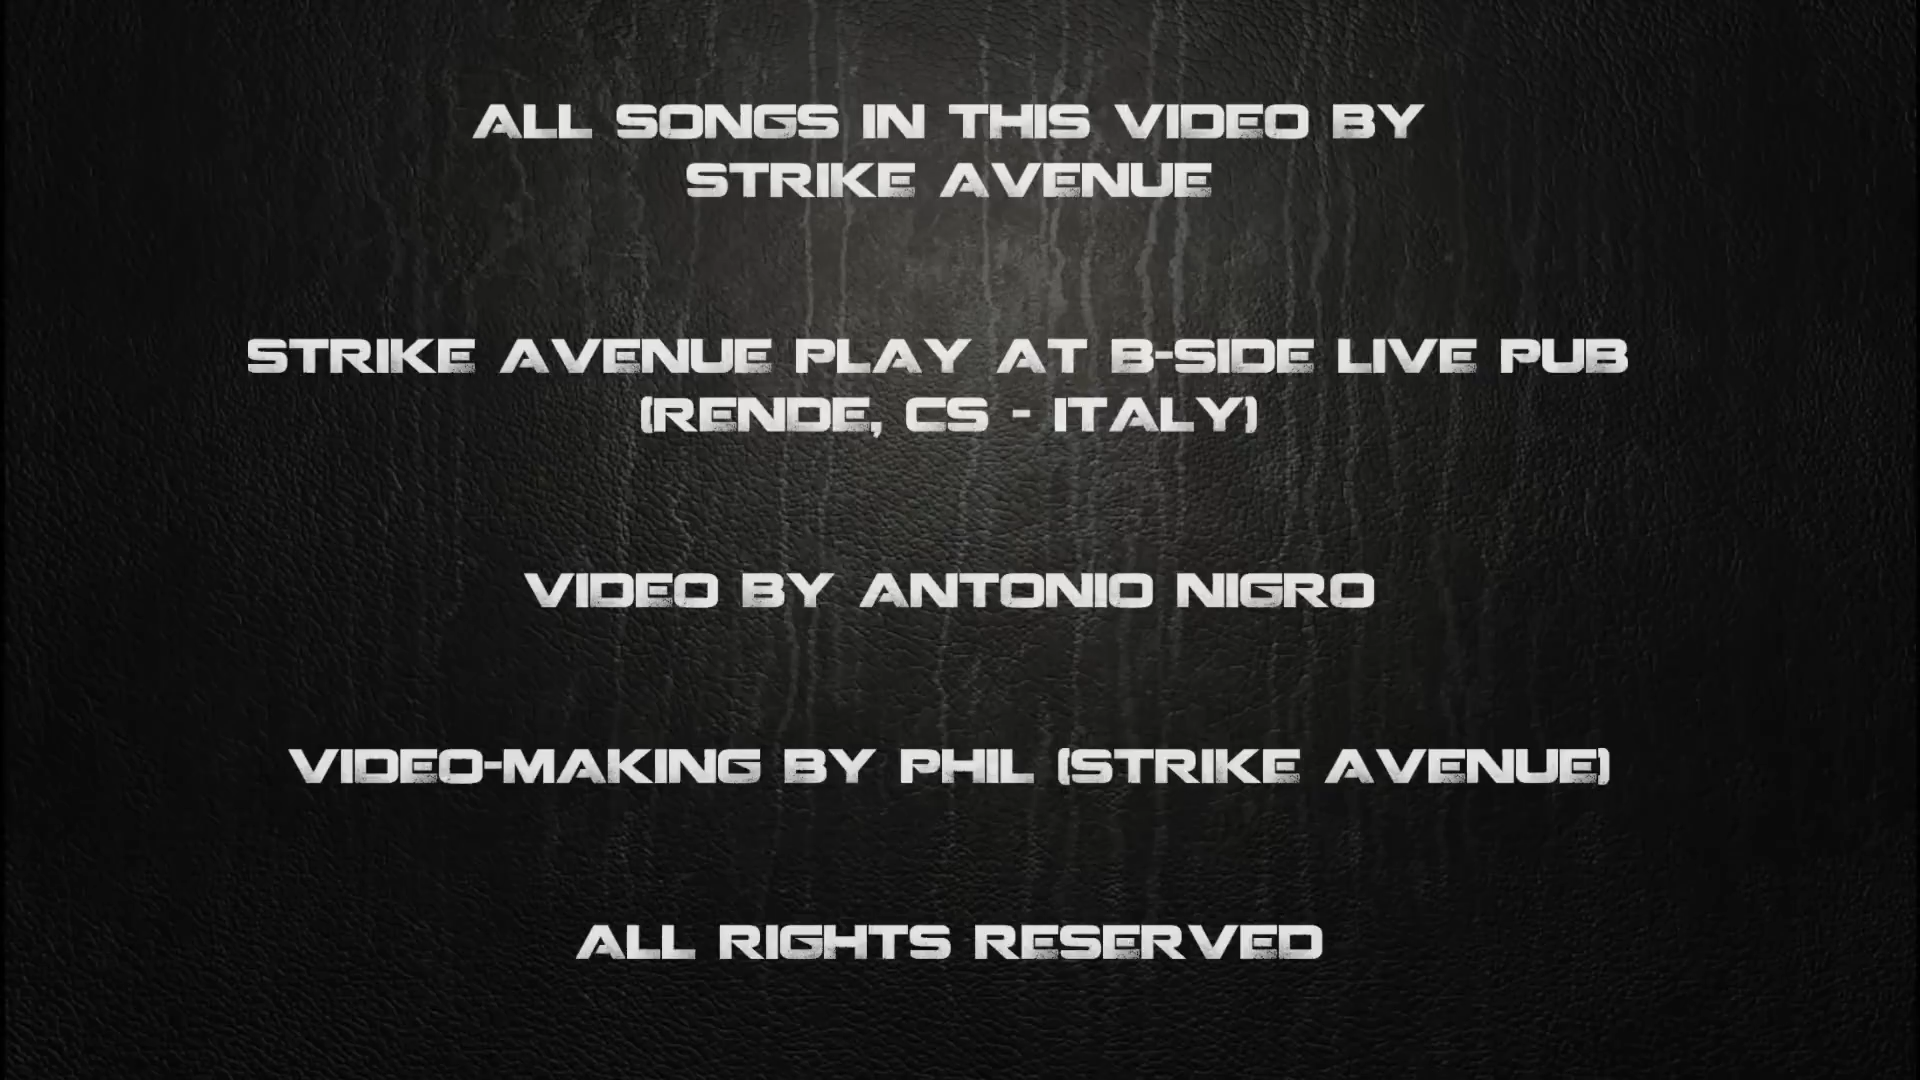 ALL SONGS IN THIS VIDEO BY
STRIKE AVENUE
STRIKE AVENUE PLAY AT B-SIDE LIVE PUB
(RENDE, CS - ITALY)
VIDEO BY ANTONIO NIGRO
VIDEO-MAKING BY PHIL (STRIKE AVENUE)
ALL RIGHTS RESERVED